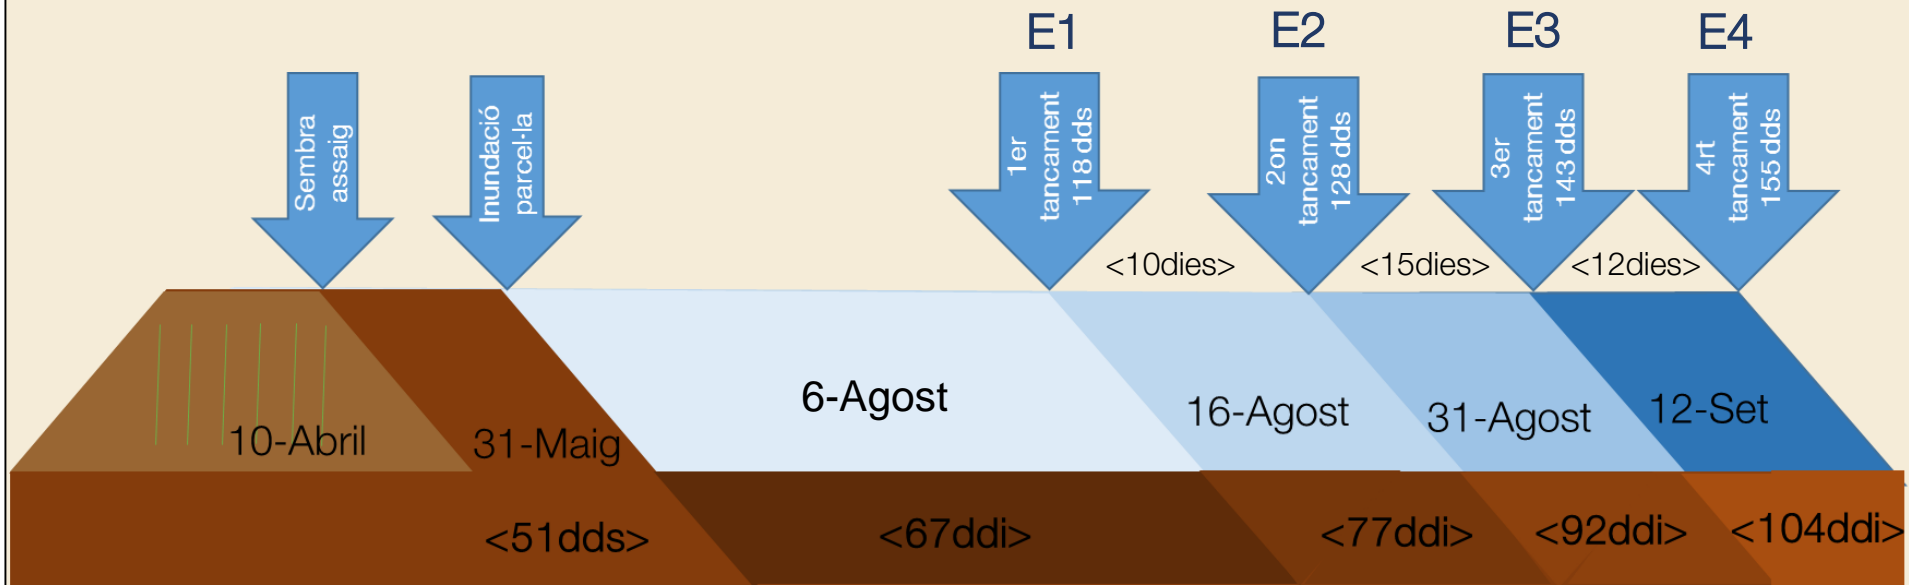 E1
E2
E3
E4
Sembra
assaig
Inundació
parcel·la
1er
tancament
118 dds
2on
tancament
128 dds
3er
tancament
143 dds
4rt
tancament
155 dds
<10dies>
<15dies>
<12dies>
10-Abril
31-Maig
6-Agost
16-Agost
31-Agost
12-Set
<51dds>
<67ddi>
<77ddi>
<92ddi>
<104ddi>